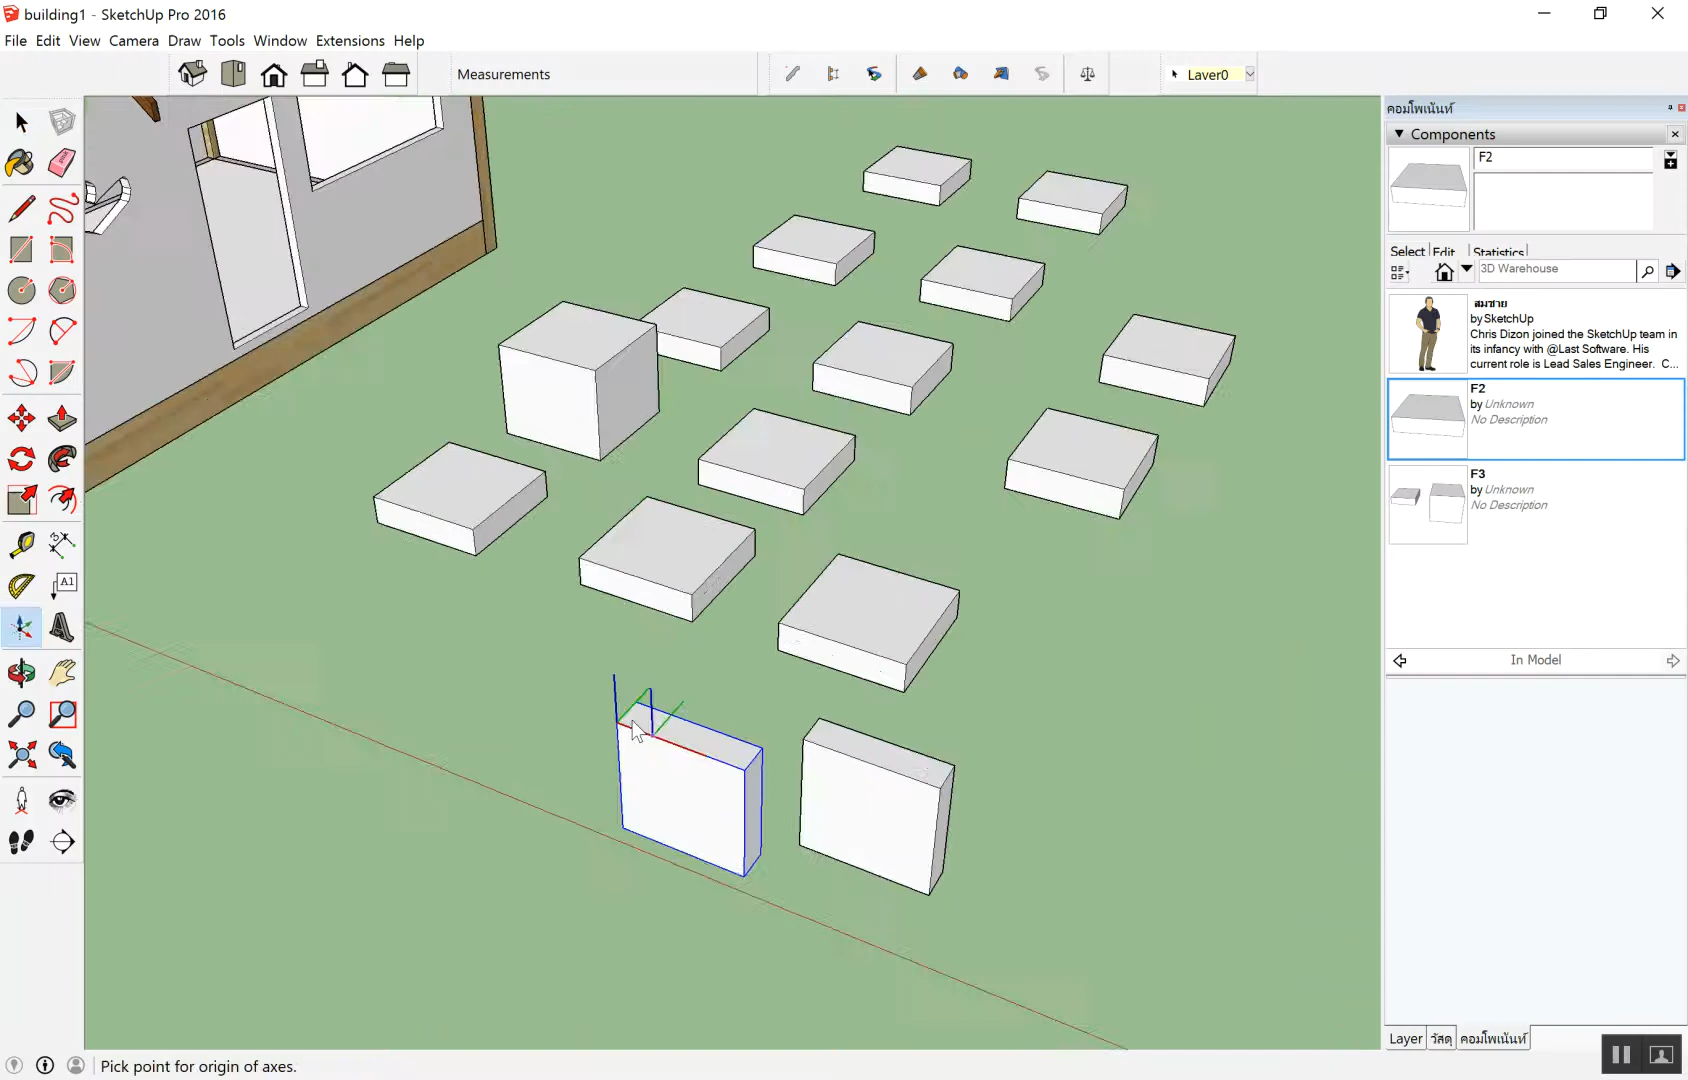 building1 - SketchUp Pro 2016
File Edit View Camera Draw Tools Window Extensions Help
Measurements
Layer0
คอมโพเน้นท์
Components
F2
Select Edit Statistics
3D Warehouse
สมชาย
by SketchUp
Chris Dizon joined the SketchUp team in
its infancy with @Last Software. His
current role is Lead Sales Engineer. C...
F2
by Unknown
No Description
F3
by Unknown
No Description
A1
In Model
Layer วัสดุ คอมโพเน้นท์
Pick point for origin of axes.